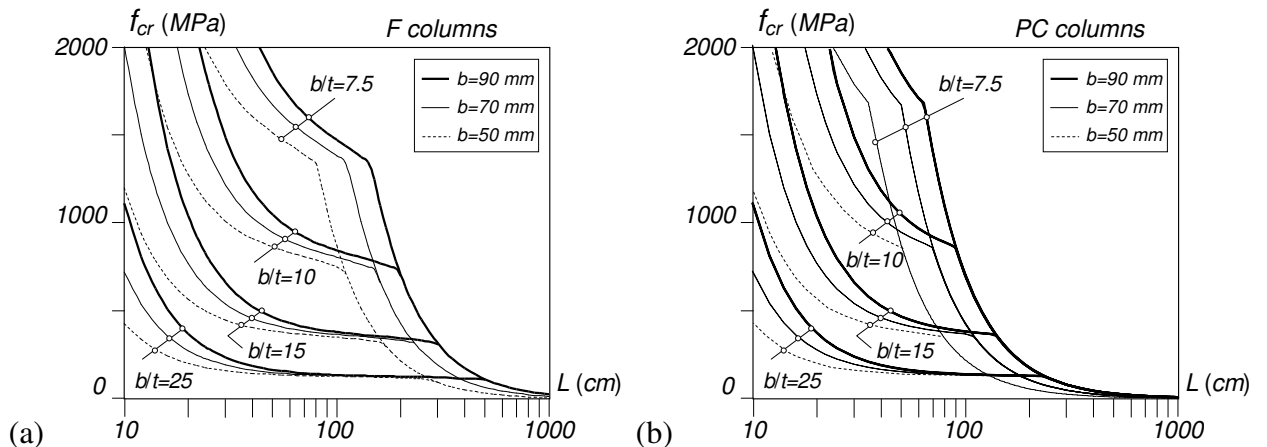 f_cr (MPa)
F columns
2000
b/t=7.5
b=90 mm
b=70 mm
b=50 mm
1000
b/t=10
b/t=15
b/t=25
0
L (cm)
10
100
1000
(a)
f_cr (MPa)
PC columns
2000
b/t=7.5
b=90 mm
b=70 mm
b=50 mm
1000
b/t=10
b/t=15
b/t=25
0
L (cm)
10
100
1000
(b)